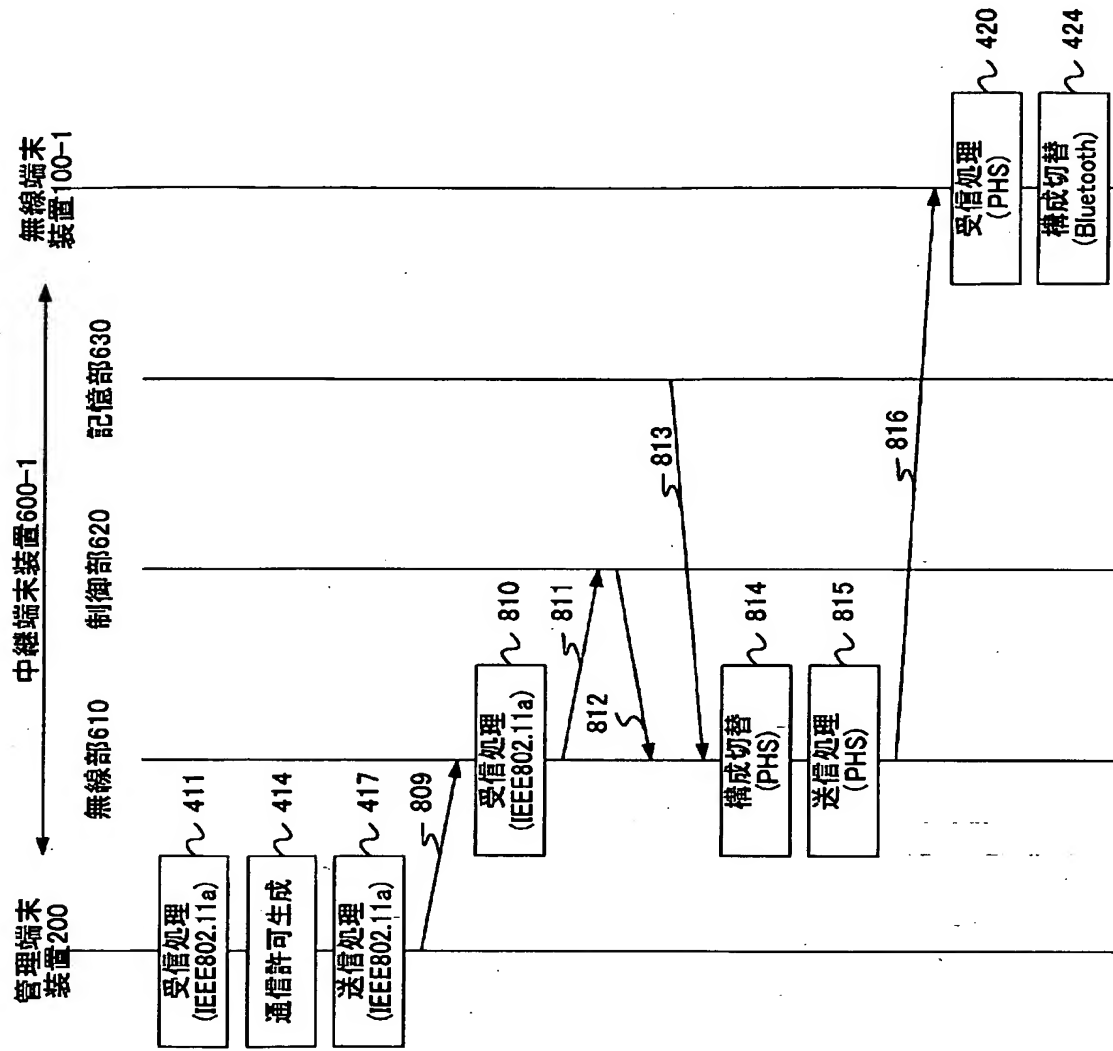 中継端末装置600-1
管理端末
装置200
無線部610
制御部620
記憶部630
無線端末
装置100-1
受信処理
(IEEE802.11a)
411
通信許可生成
414
送信処理
(IEEE802.11a)
417
809
受信処理
(IEEE802.11a)
810
811
812
813
構成切替
(PHS)
814
送信処理
(PHS)
815
816
受信処理
(PHS)
420
構成切替
(Bluetooth)
424